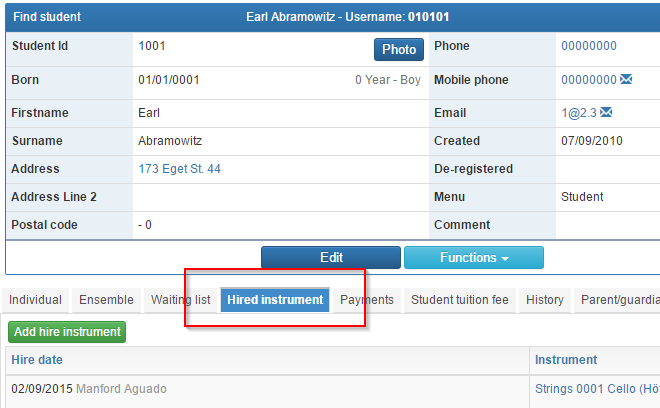 Find student Earl Abramowitz - Username: 010101
Student Id 1001 Photo Phone 00000000
Born 01/01/0001 0 Year - Boy Mobile phone 00000000
Firstname Earl Email 1@2.3
Surname Abramowitz Created 07/09/2010
Address 173 Eget St. 44 De-registered
Address Line 2 Menu Student
Postal code - 0 Comment
Edit Functions
Individual Ensemble Waiting list Hired instrument Payments Student tuition fee History Parent/guardia
Add hire instrument
Hire date Instrument
02/09/2015 Manford Aguado Strings 0001 Cello (Hö